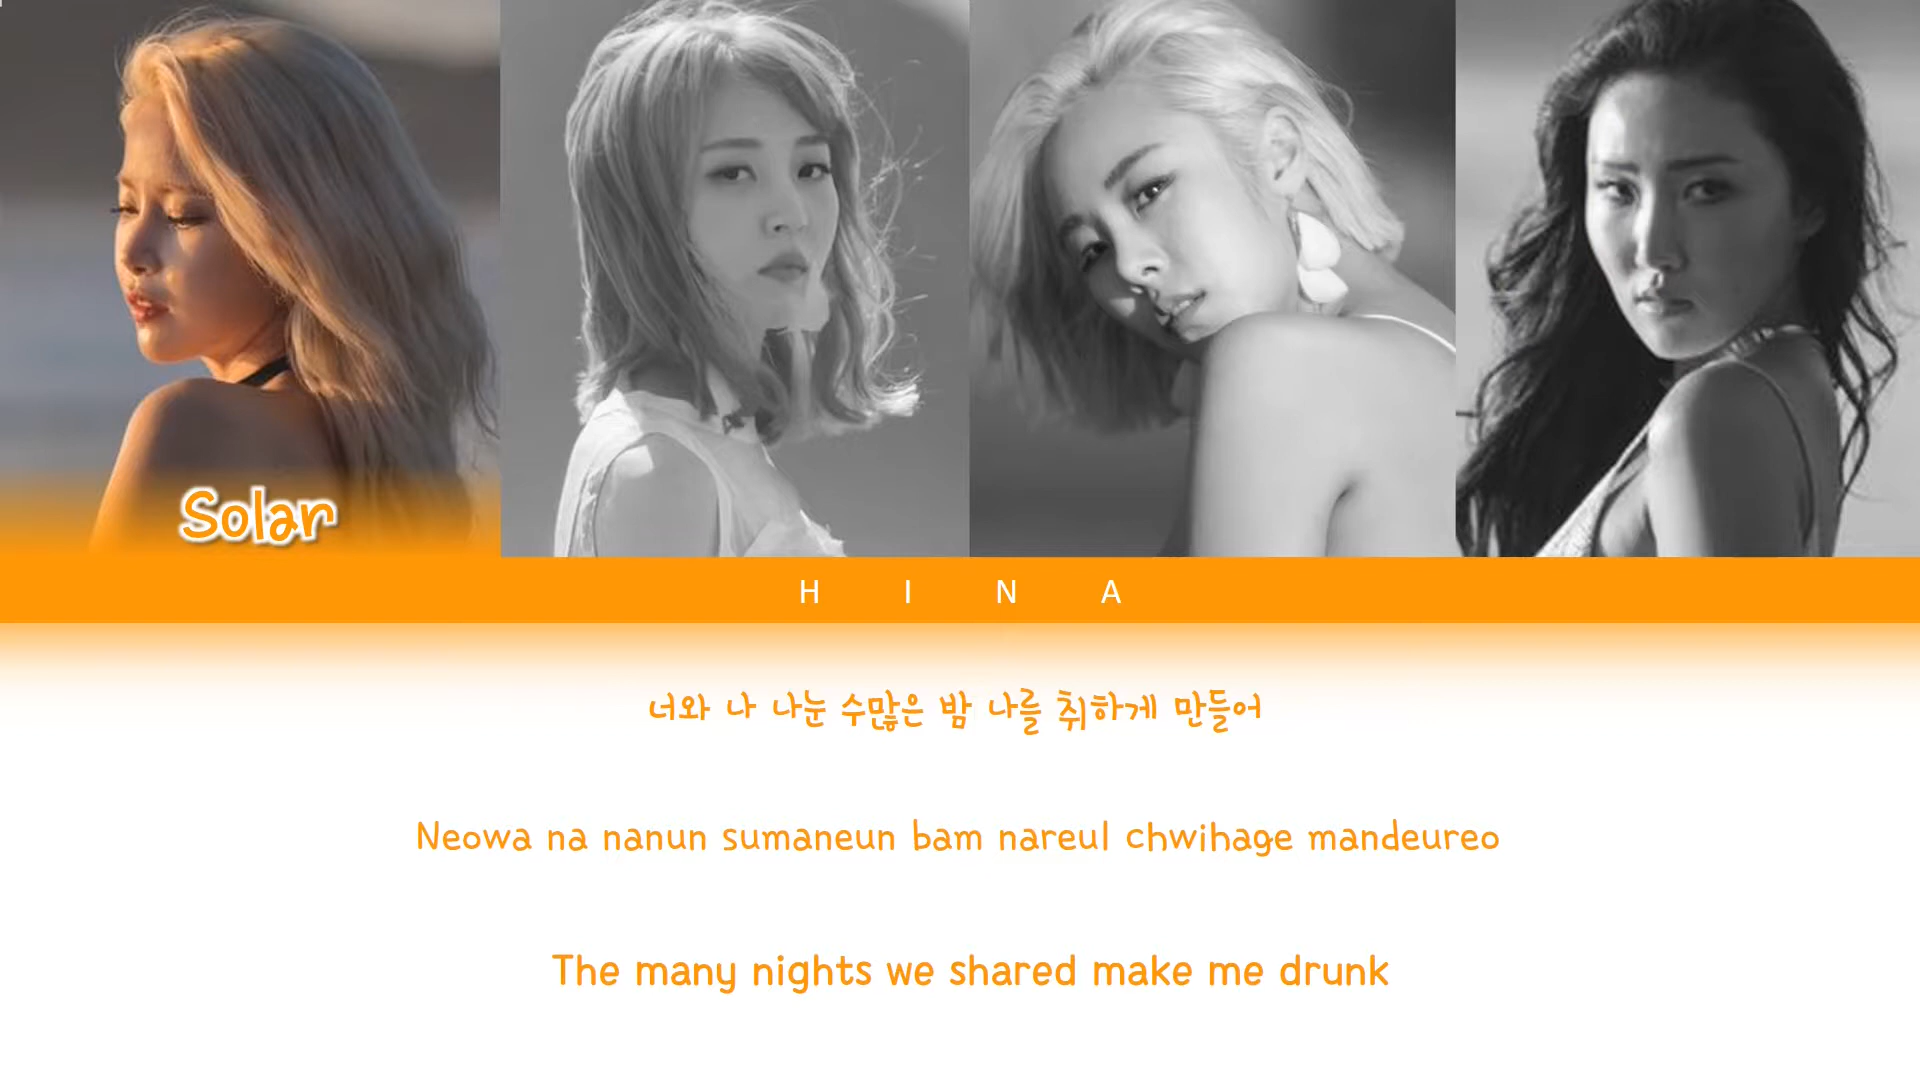 Solar
H I N A
너와 나 나눈 수많은 밤 나를 취하게 만들어
Neowa na nanun sumaneun bam nareul chwihage mandeureo
The many nights we shared make me drunk